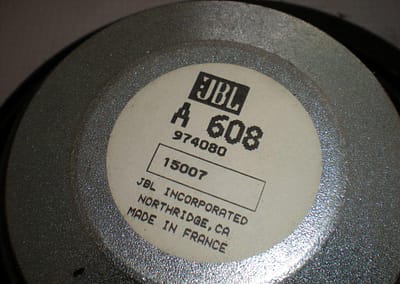 JBL
A 608
974080
15007
JBL INCORPORATED
NORTHRIDGE, CA
MADE IN FRANCE